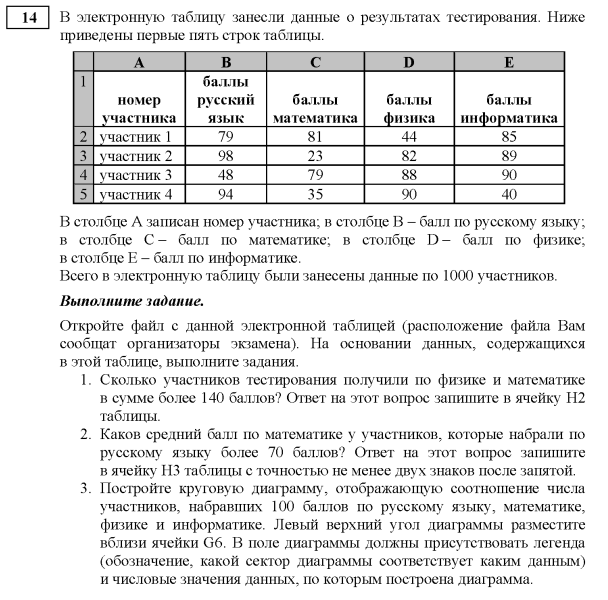 14
В электронную таблицу занесли данные о результатах тестирования. Ниже
приведены первые пять строк таблицы.
A B C D E
1 номер участника баллы русский язык баллы математика баллы физика баллы информатика
2 участник 1 79 81 44 85
3 участник 2 98 23 82 89
4 участник 3 48 79 88 90
5 участник 4 94 35 90 40
В столбце A записан номер участника; в столбце B – балл по русскому языку;
в столбце C – балл по математике; в столбце D – балл по физике;
в столбце E – балл по информатике.
Всего в электронную таблицу были занесены данные по 1000 участников.
Выполните задание.
Откройте файл с данной электронной таблицей (расположение файла Вам
сообщат организаторы экзамена). На основании данных, содержащихся
в этой таблице, выполните задания.
1. Сколько участников тестирования получили по физике и математике
в сумме более 140 баллов? Ответ на этот вопрос запишите в ячейку H2
таблицы.
2. Каков средний балл по математике у участников, которые набрали по
русскому языку более 70 баллов? Ответ на этот вопрос запишите
в ячейку H3 таблицы с точностью не менее двух знаков после запятой.
3. Постройте круговую диаграмму, отображающую соотношение числа
участников, набравших 100 баллов по русскому языку, математике,
физике и информатике. Левый верхний угол диаграммы разместите
вблизи ячейки G6. В поле диаграммы должны присутствовать легенда
(обозначение, какой сектор диаграммы соответствует каким данным)
и числовые значения данных, по которым построена диаграмма.